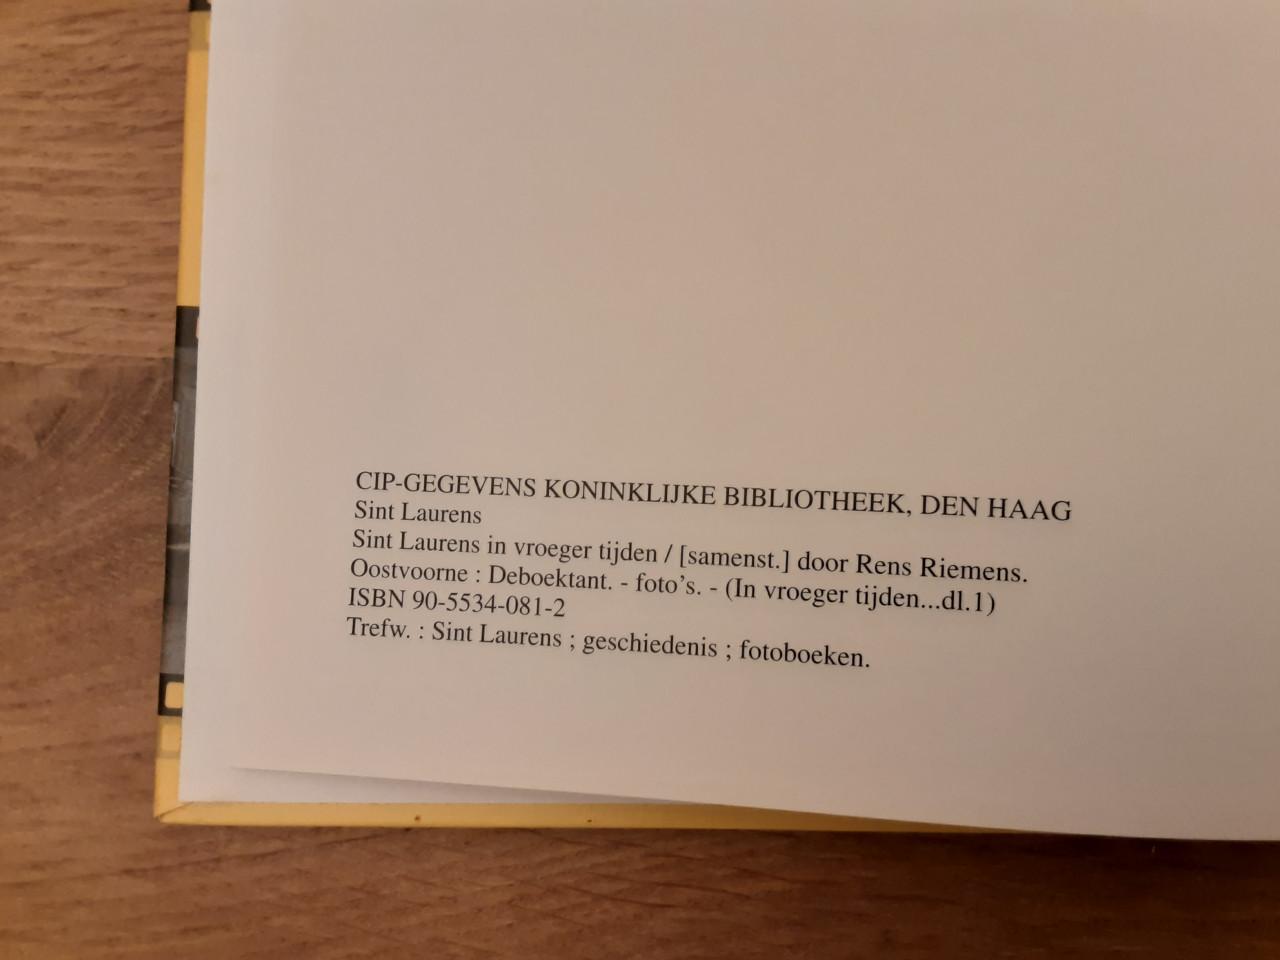 CIP-GEGEVENS KONINKLIJKE BIBLIOTHEEK, DEN HAAG
Sint Laurens
Sint Laurens in vroeger tijden / [samenst.] door Rens Riemens.
Oostvoorne : Deboektant. - foto's. - (In vroeger tijden...dl.1)
ISBN 90-5534-081-2
Trefw. : Sint Laurens ; geschiedenis ; fotoboeken.